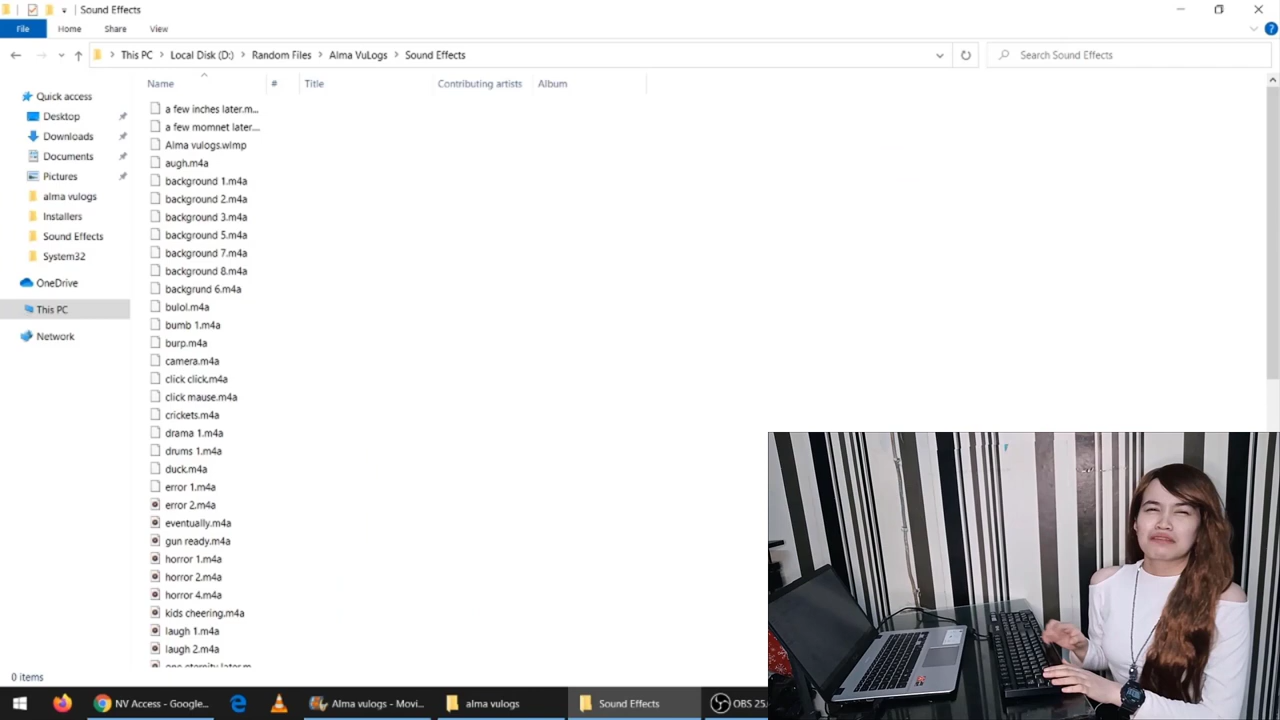 Sound Effects
File
Home
Share
View
This PC
Local Disk (D:)
Random Files
Alma VuLogs
Sound Effects
Search Sound Effects
Name
#
Title
Contributing artists
Album
Quick access
Desktop
Downloads
Documents
Pictures
alma vulogs
Installers
Sound Effects
System32
OneDrive
This PC
Network
a few inches later.m...
a few momnet later....
Alma vulogs.wlmp
augh.m4a
background 1.m4a
background 2.m4a
background 3.m4a
background 5.m4a
background 7.m4a
background 8.m4a
backgrund 6.m4a
bulol.m4a
bumb 1.m4a
burp.m4a
camera.m4a
click click.m4a
click mause.m4a
crickets.m4a
drama 1.m4a
drums 1.m4a
duck.m4a
error 1.m4a
error 2.m4a
eventually.m4a
gun ready.m4a
horror 1.m4a
horror 2.m4a
horror 4.m4a
kids cheering.m4a
laugh 1.m4a
laugh 2.m4a
one eternity later.m...
0 items
NV Access - Google...
Alma vulogs - Movi...
alma vulogs
Sound Effects
OBS 25.